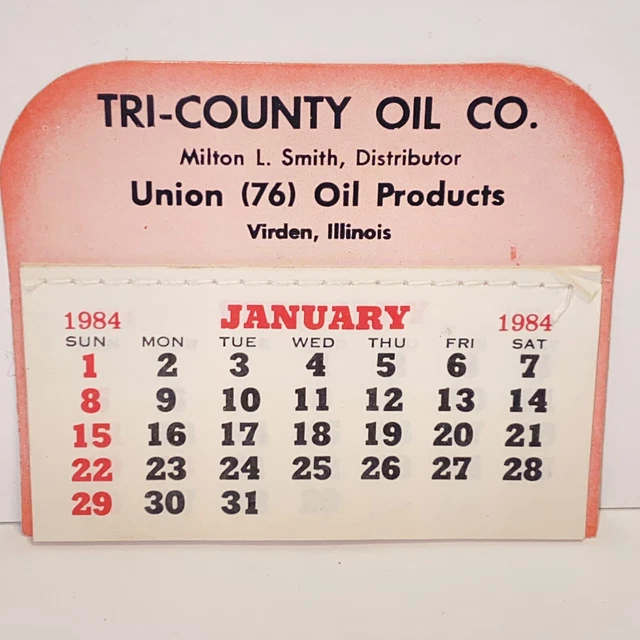 TRI-COUNTY OIL CO.
Milton L. Smith, Distributor
Union (76) Oil Products
Virden, Illinois
1984 JANUARY 1984
SUN MON TUE WED THU FRI SAT
1 2 3 4 5 6 7
8 9 10 11 12 13 14
15 16 17 18 19 20 21
22 23 24 25 26 27 28
29 30 31